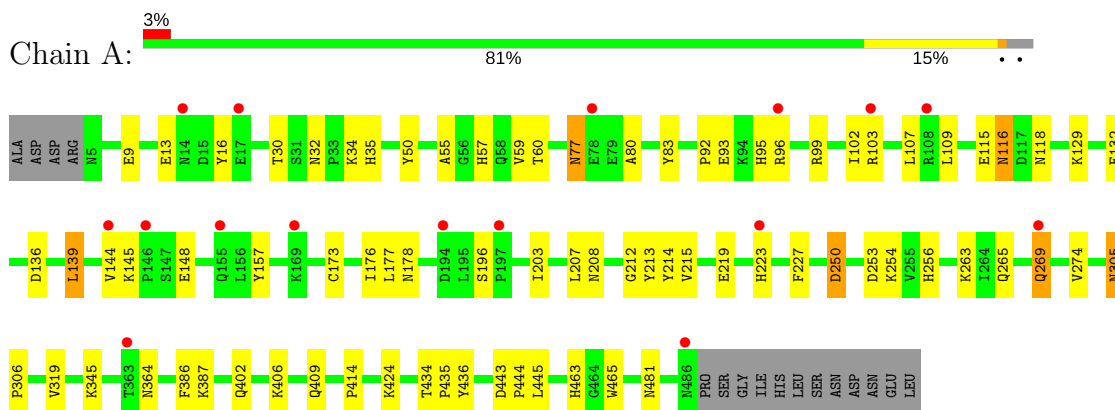 3%
Chain A:
81% 15% • •
ALA ASP ASP ARG N5 E9 E13 N14 D15 Y16 E17 T30 S31 N32 P33 K34 H35 Y50 A55 G56 H57 Q58 V59 T60 N77 E78 E79 A80 Y83 P92 E93 K94 H95 R96 R99 I102 R103 L107 R108 L109 E115 N116 D117 N118 K129 E132
D136 L139 V144 K145 P146 S147 E148 Q155 L156 Y157 K169 C173 I176 L177 N178 D194 L195 S196 P197 I203 L207 N208 G212 Y213 Y214 V215 E219 H223 F227 D250 D253 K254 V255 H256 K263 I264 Q265 Q269 V274 N305
P306 V319 K345 T363 N364 F386 K387 Q402 K406 Q409 P414 K424 T434 P435 Y436 D443 P444 L445 H463 G464 W465 N481 N486 PRO SER GLY ILE HIS LEU SER ASN ASP ASN GLU LEU